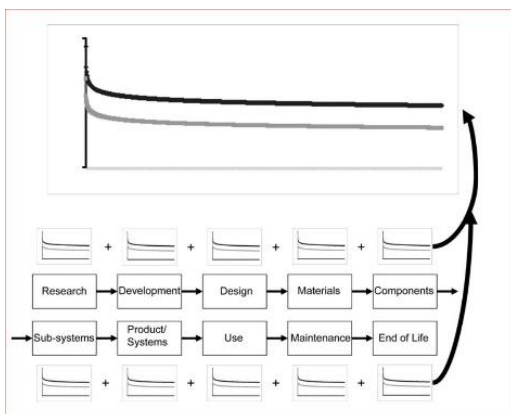 + + + +
Research Development Design Materials Components
Sub-systems Product/ Systems Use Maintenance End of Life
+ + + +